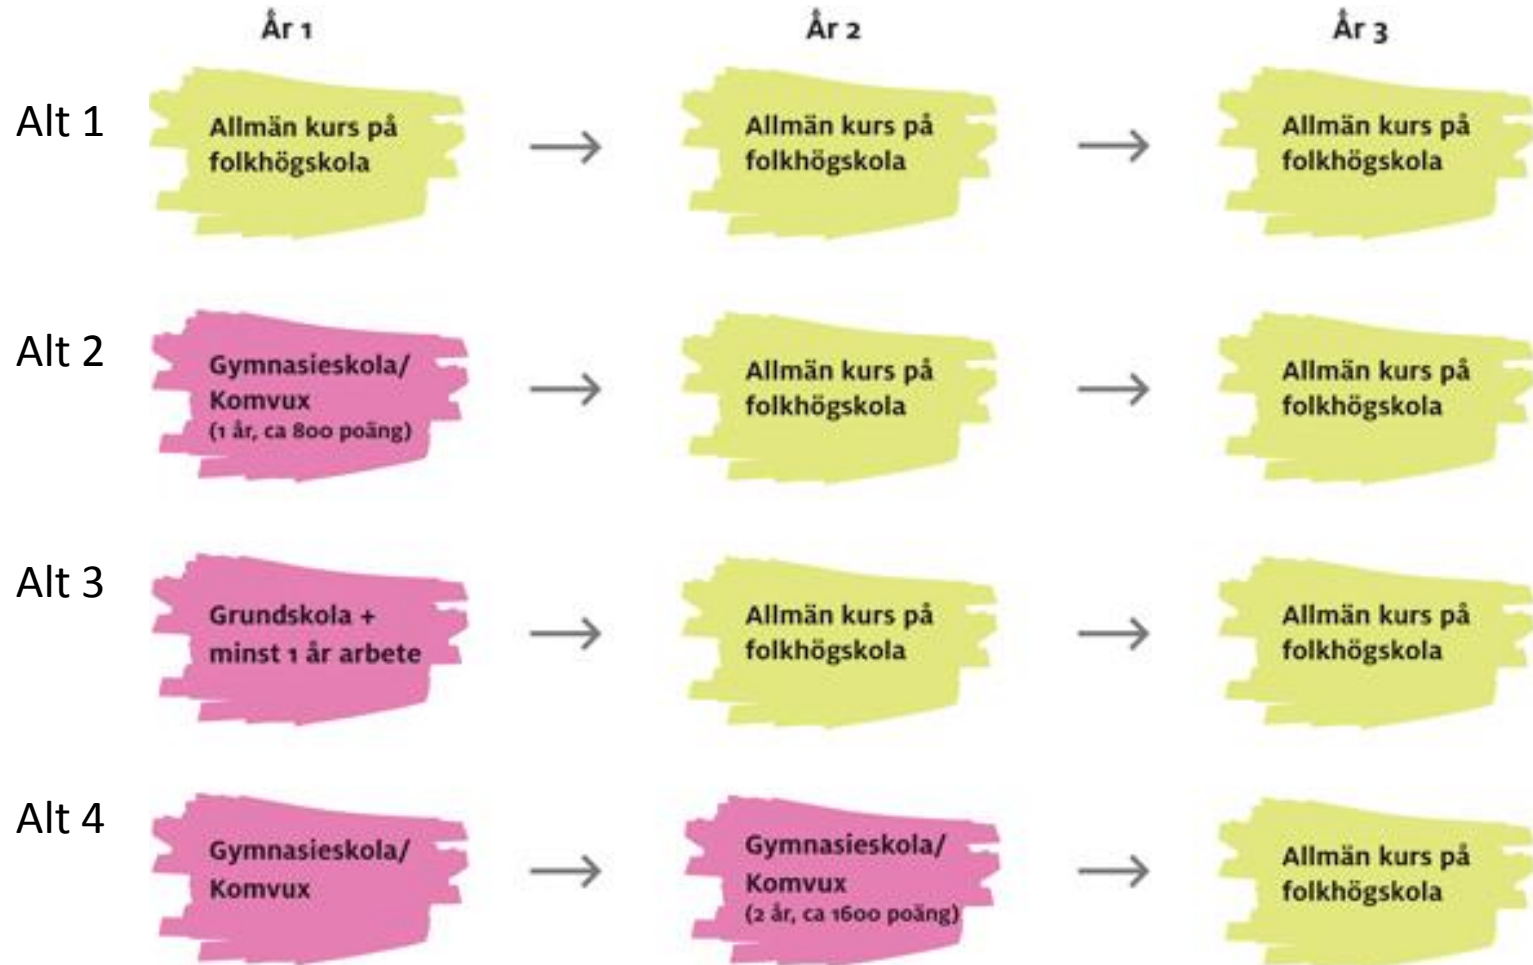 År 1
År 2
År 3
Alt 1
Allmän kurs på
folkhögskola
Allmän kurs på
folkhögskola
Allmän kurs på
folkhögskola
Alt 2
Gymnasieskola/
Komvux
(1 år, ca 800 poäng)
Allmän kurs på
folkhögskola
Allmän kurs på
folkhögskola
Alt 3
Grundskola +
minst 1 år arbete
Allmän kurs på
folkhögskola
Allmän kurs på
folkhögskola
Alt 4
Gymnasieskola/
Komvux
Gymnasieskola/
Komvux
(2 år, ca 1600 poäng)
Allmän kurs på
folkhögskola